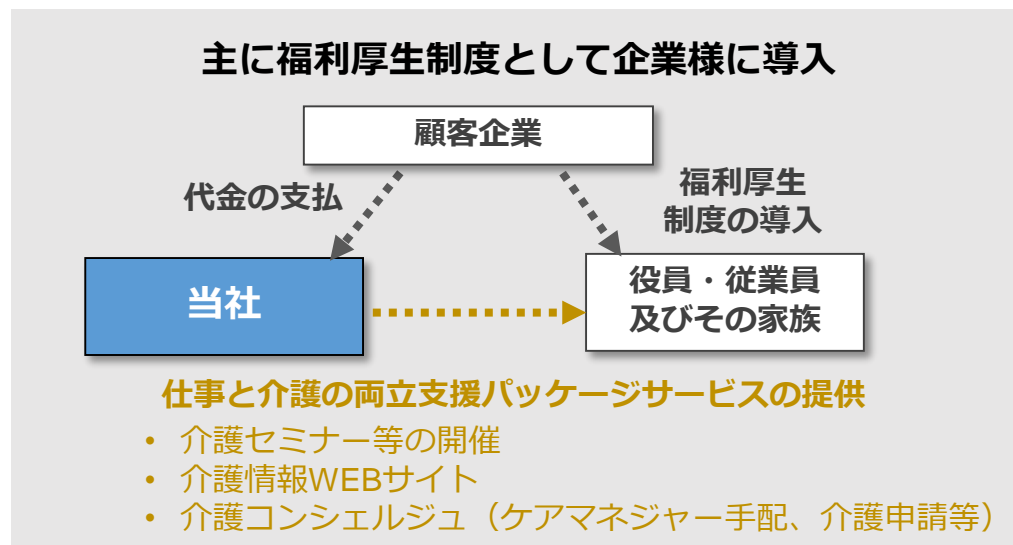 主に福利厚生制度として企業様に導入
顧客企業
代金の支払
福利厚生
制度の導入
当社
役員・従業員
及びその家族
仕事と介護の両立支援パッケージサービスの提供
• 介護セミナー等の開催
• 介護情報WEBサイト
• 介護コンシェルジュ（ケアマネジャー手配、介護申請等）